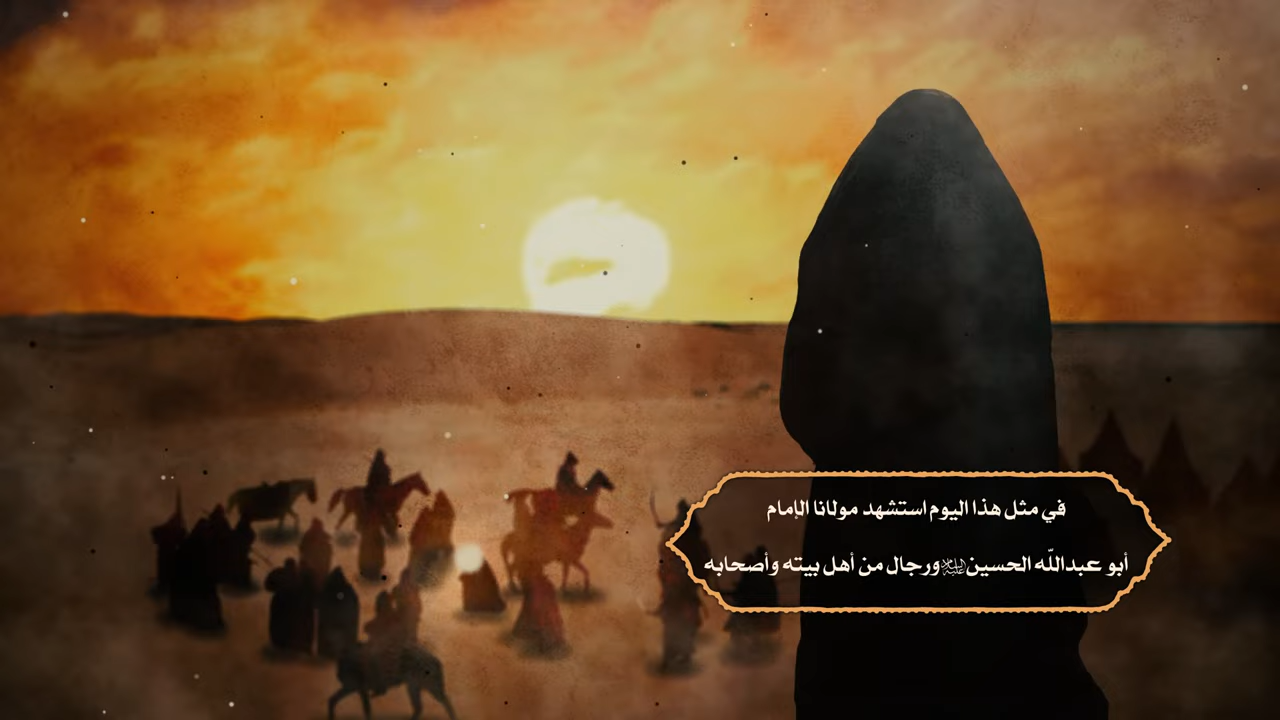 في مثل هذا اليوم استشهد مولانا الإمام
أبو عبدالله الحسين عليه السلام ورجال من أهل بيته وأصحابه